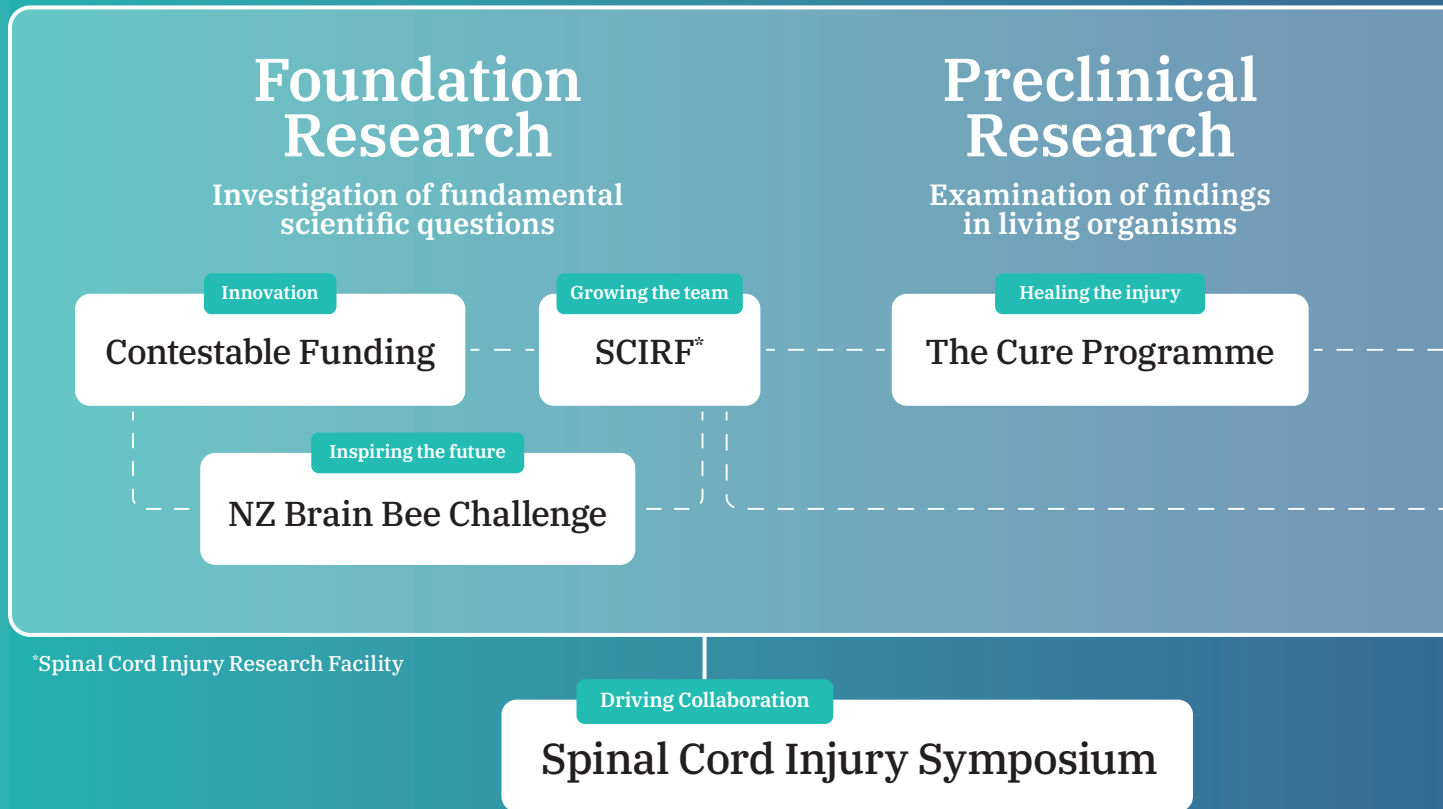 Foundation
Research
Investigation of fundamental
scientific questions
Innovation
Contestable Funding
Growing the team
SCIRF*
Inspiring the future
NZ Brain Bee Challenge
Preclinical
Research
Examination of findings
in living organisms
Healing the injury
The Cure Programme
*Spinal Cord Injury Research Facility
Driving Collaboration
Spinal Cord Injury Symposium